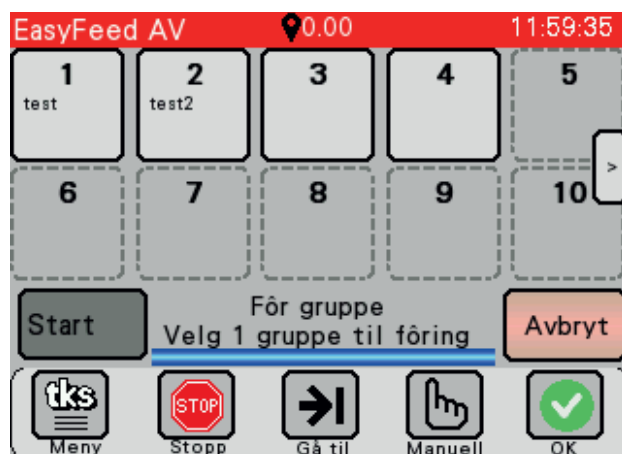 EasyFeed AV 0.00 11:59:35
1 2 3 4 5
test test2
>
6 7 8 9 10
Start
Fôr gruppe
Velg 1 gruppe til fôring
Avbryt
tks STOP
Meny Stopp Gå til Manuell OK